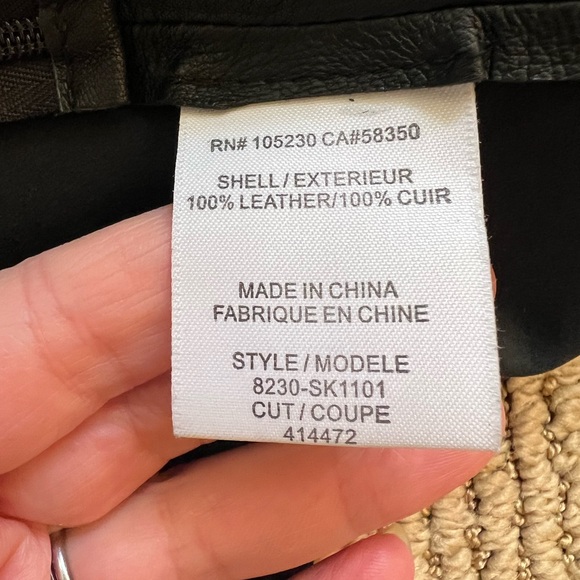 RN# 105230 CA#58350
SHELL/EXTERIEUR
100% LEATHER/100% CUIR
MADE IN CHINA
FABRIQUE EN CHINE
STYLE/MODELE
8230-SK1101
CUT/COUPE
414472